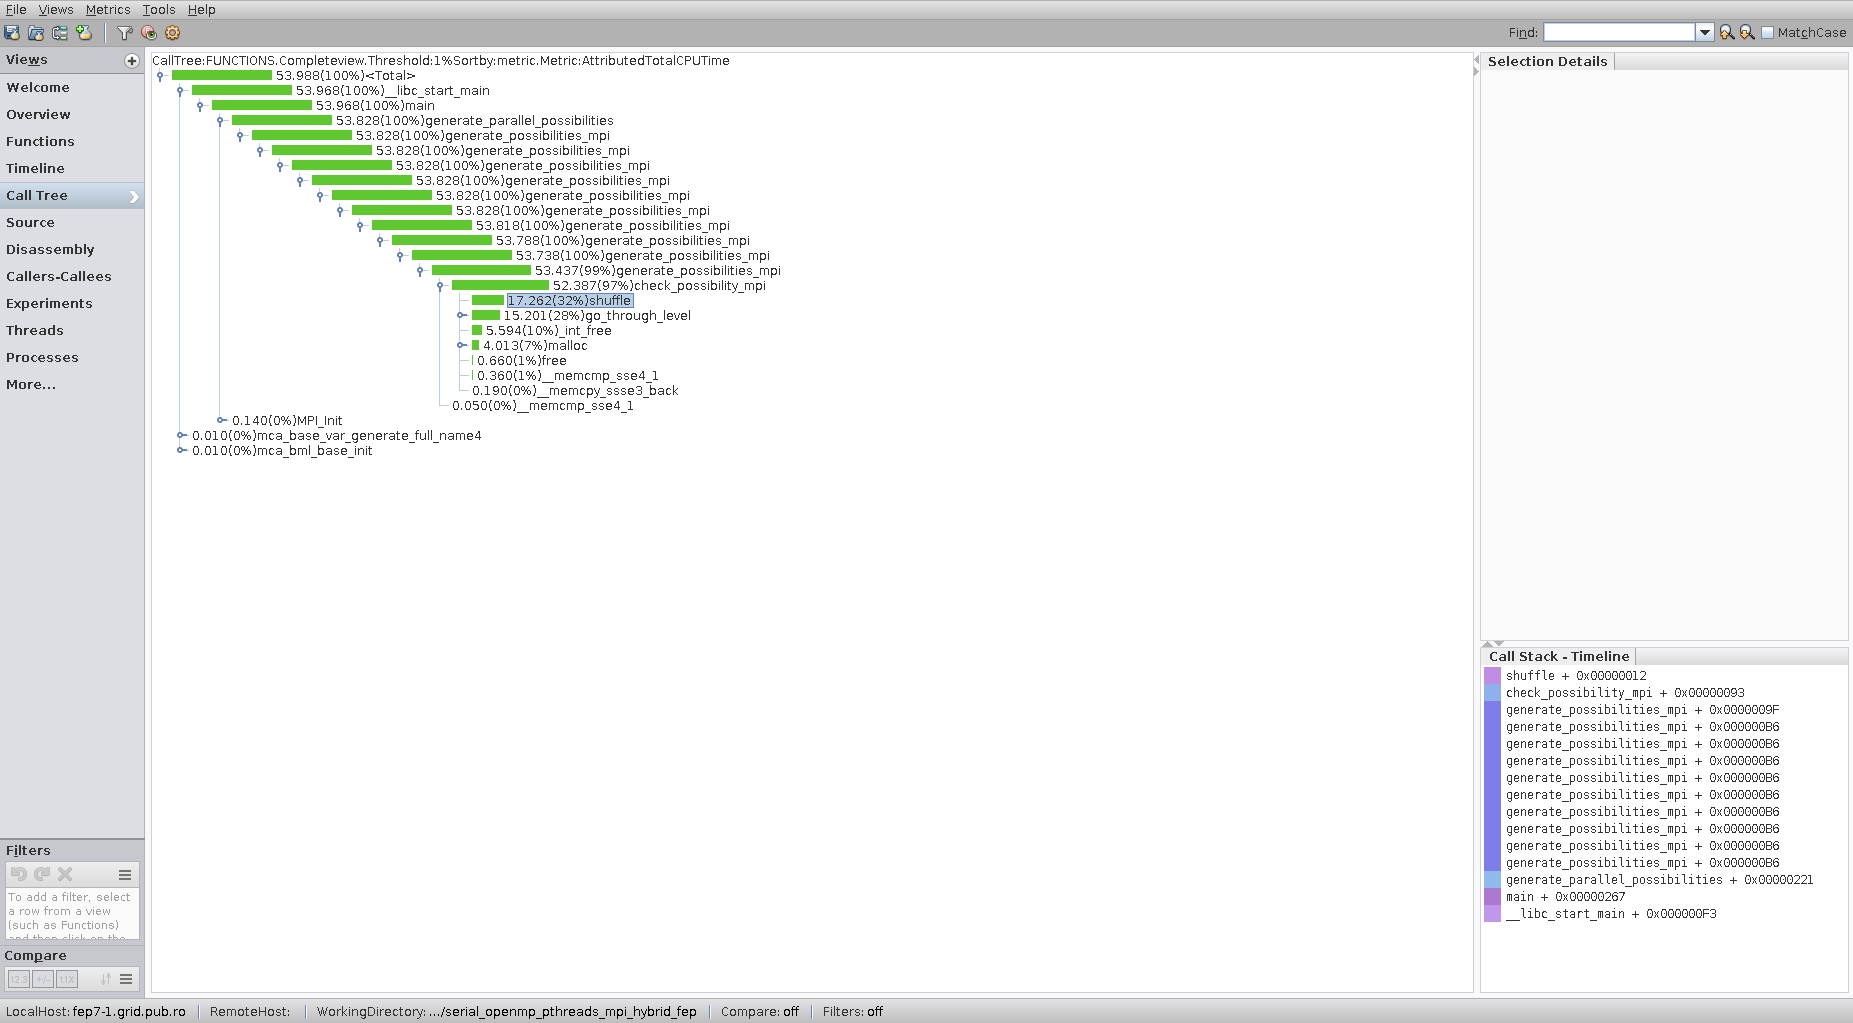 File Views Metrics Tools Help
Find: MatchCase
Views
Welcome
Overview
Functions
Timeline
Call Tree
Source
Disassembly
Callers-Callees
Experiments
Threads
Processes
More...
Filters
To add a filter, select
a row from a view
(such as Functions)
and then click on the
Compare
12.3 +/- 1.1X
CallTree:FUNCTIONS.Completeview.Threshold:1%Sortby:metric.Metric:AttributedTotalCPUTime
53.988(100%)<Total>
53.968(100%)__libc_start_main
53.968(100%)main
53.828(100%)generate_parallel_possibilities
53.828(100%)generate_possibilities_mpi
53.828(100%)generate_possibilities_mpi
53.828(100%)generate_possibilities_mpi
53.828(100%)generate_possibilities_mpi
53.828(100%)generate_possibilities_mpi
53.828(100%)generate_possibilities_mpi
53.818(100%)generate_possibilities_mpi
53.788(100%)generate_possibilities_mpi
53.738(100%)generate_possibilities_mpi
53.437(99%)generate_possibilities_mpi
52.387(97%)check_possibility_mpi
17.262(32%)shuffle
15.201(28%)go_through_level
5.594(10%)_int_free
4.013(7%)malloc
0.660(1%)free
0.360(1%)__memcmp_sse4_1
0.190(0%)__memcpy_ssse3_back
0.050(0%)__memcmp_sse4_1
0.140(0%)MPI_Init
0.010(0%)mca_base_var_generate_full_name4
0.010(0%)mca_bml_base_init
Selection Details
Call Stack - Timeline
shuffle + 0x00000012
check_possibility_mpi + 0x00000093
generate_possibilities_mpi + 0x0000009F
generate_possibilities_mpi + 0x000000B6
generate_possibilities_mpi + 0x000000B6
generate_possibilities_mpi + 0x000000B6
generate_possibilities_mpi + 0x000000B6
generate_possibilities_mpi + 0x000000B6
generate_possibilities_mpi + 0x000000B6
generate_possibilities_mpi + 0x000000B6
generate_possibilities_mpi + 0x000000B6
generate_possibilities_mpi + 0x000000B6
generate_parallel_possibilities + 0x00000221
main + 0x00000267
__libc_start_main + 0x000000F3
LocalHost: fep7-1.grid.pub.ro RemoteHost: WorkingDirectory: .../serial_openmp_pthreads_mpi_hybrid_fep Compare: off Filters: off